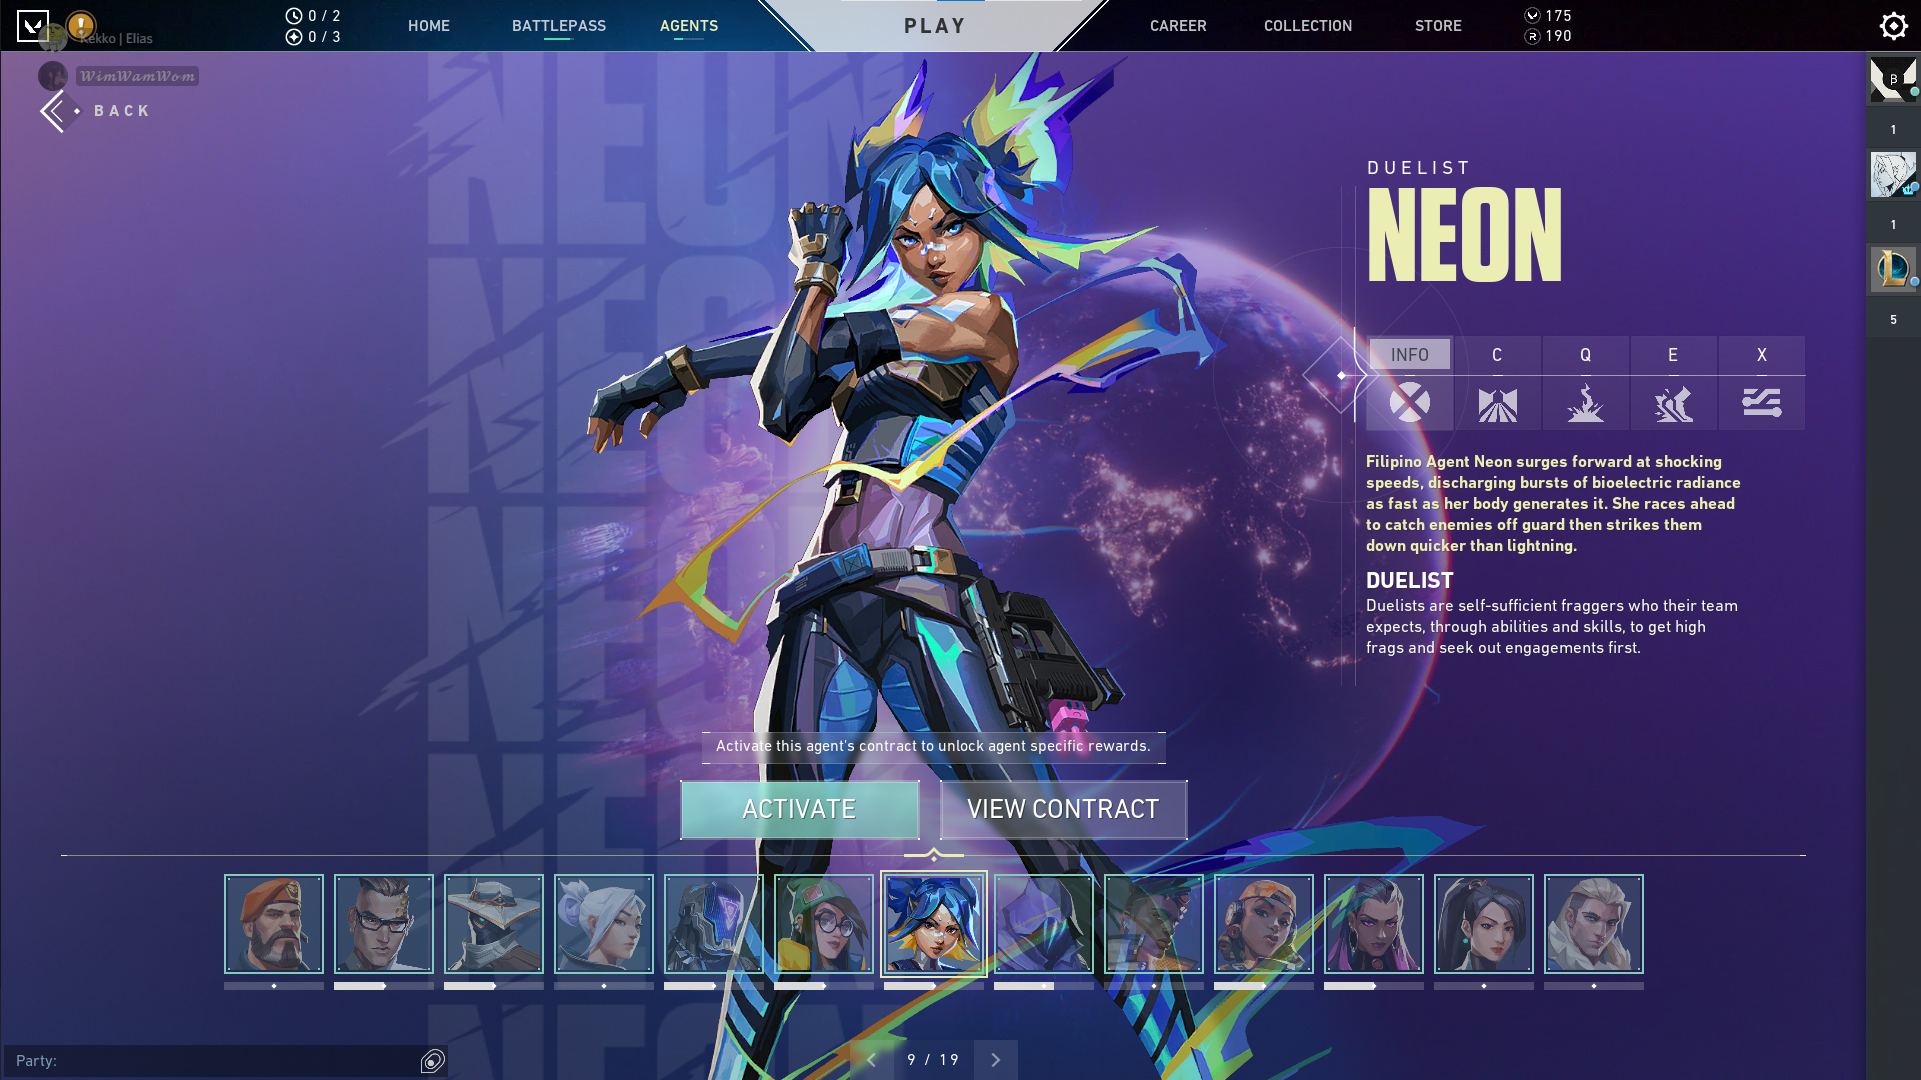 0 / 2
0 / 3
HOME
BATTLEPASS
AGENTS
PLAY
CAREER
COLLECTION
STORE
175
190
Kekko | Elias
WimWamWom
BACK
B
1
1
5
NEON
NEON
NEON
NEON
NEON
DUELIST
NEON
INFO
C
Q
E
X
Filipino Agent Neon surges forward at shocking
speeds, discharging bursts of bioelectric radiance
as fast as her body generates it. She races ahead
to catch enemies off guard then strikes them
down quicker than lightning.
DUELIST
Duelists are self-sufficient fraggers who their team
expects, through abilities and skills, to get high
frags and seek out engagements first.
Activate this agent's contract to unlock agent specific rewards.
ACTIVATE
VIEW CONTRACT
Party:
9 / 19